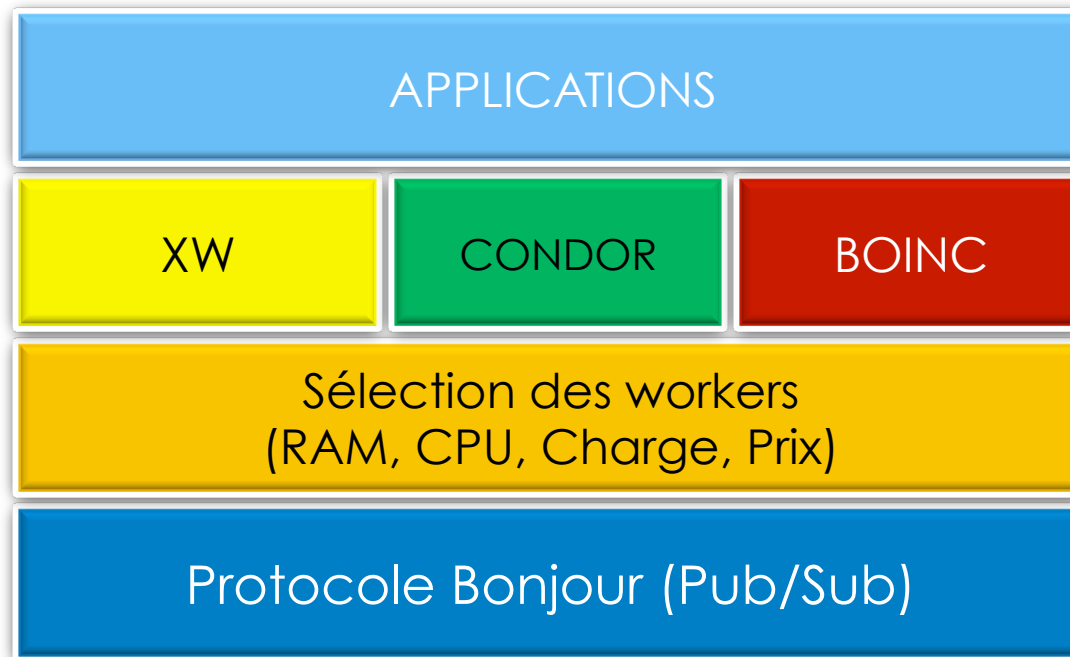 APPLICATIONS
XW
CONDOR
BOINC
Sélection des workers
(RAM, CPU, Charge, Prix)
Protocole Bonjour (Pub/Sub)